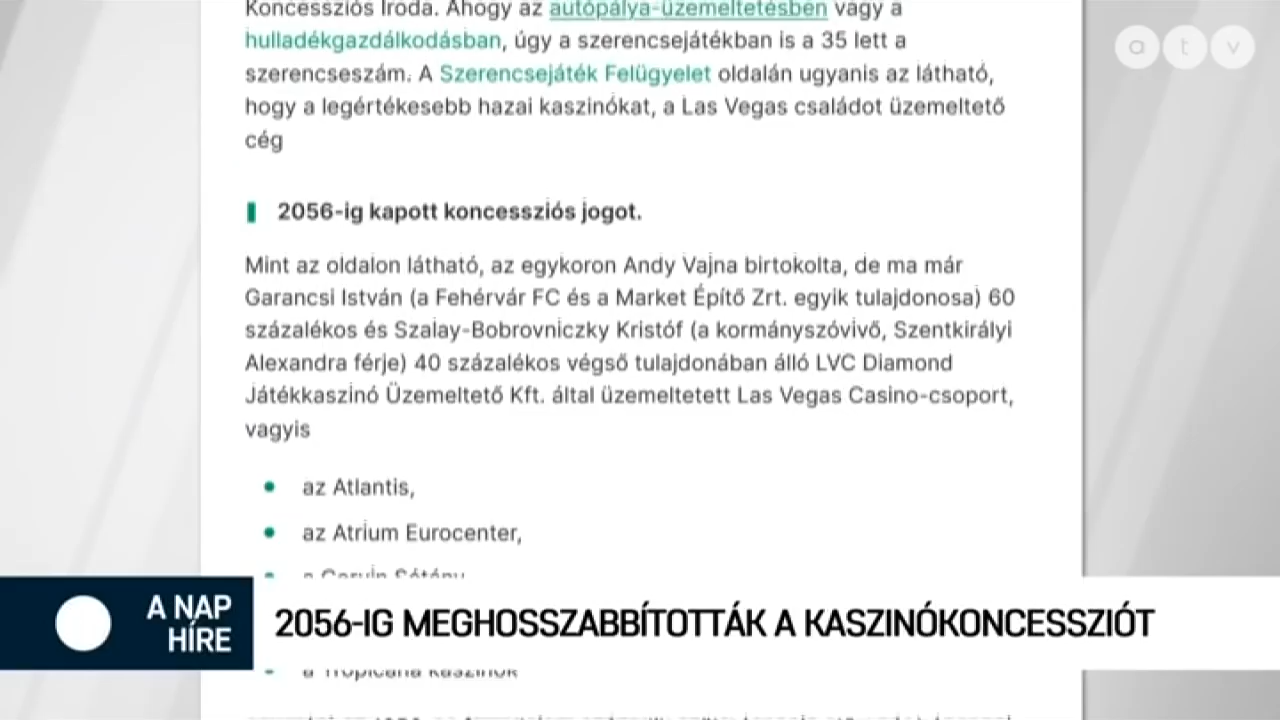 Koncessziós Iroda. Ahogy az autópálya-üzemeltetésben vagy a
hulladékgazdálkodásban, úgy a szerencsejátékban is a 35 lett a
szerencseszám. A Szerencsejáték Felügyelet oldalán ugyanis az látható,
hogy a legértékesebb hazai kaszinókat, a Las Vegas családot üzemeltető
cég
2056-ig kapott koncessziós jogot.
Mint az oldalon látható, az egykoron Andy Vajna birtokolta, de ma már
Garancsi István (a Fehérvár FC és a Market Építő Zrt. egyik tulajdonosa) 60
százalékos és Szalay-Bobrovniczky Kristóf (a kormányszóvivő, Szentkirályi
Alexandra férje) 40 százalékos végső tulajdonában álló LVC Diamond
Játékkaszinó Üzemeltető Kft. által üzemeltetett Las Vegas Casino-csoport,
vagyis
az Atlantis,
az Atrium Eurocenter,
a Corvin Sétány
A NAP
HÍRE
2056-IG MEGHOSSZABBÍTOTTÁK A KASZINÓKONCESSZIÓT
a Tropicana kaszinók
atv